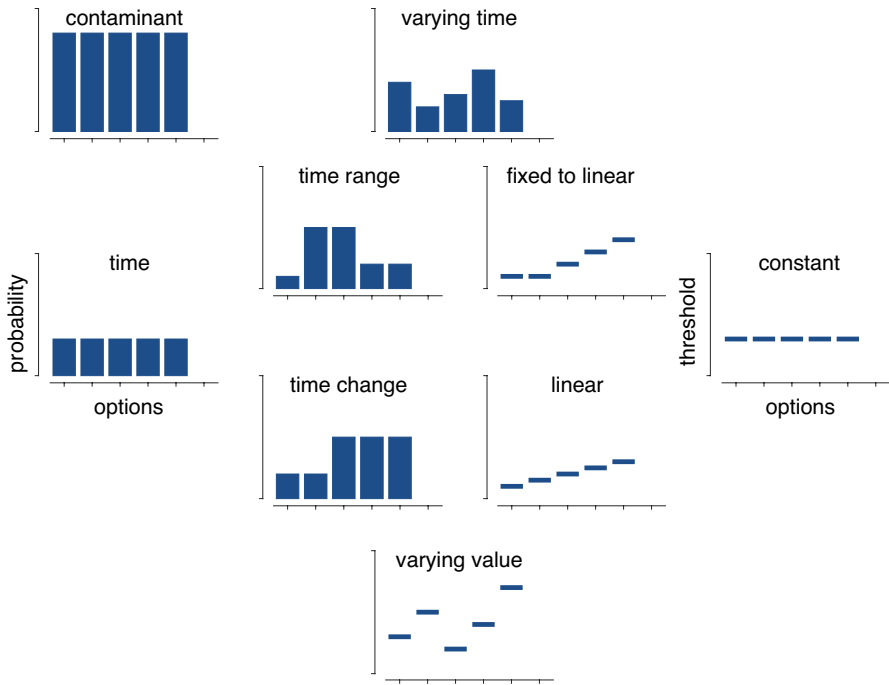 contaminant
varying time
time range
fixed to linear
time
constant
probability
threshold
options
options
time change
linear
varying value